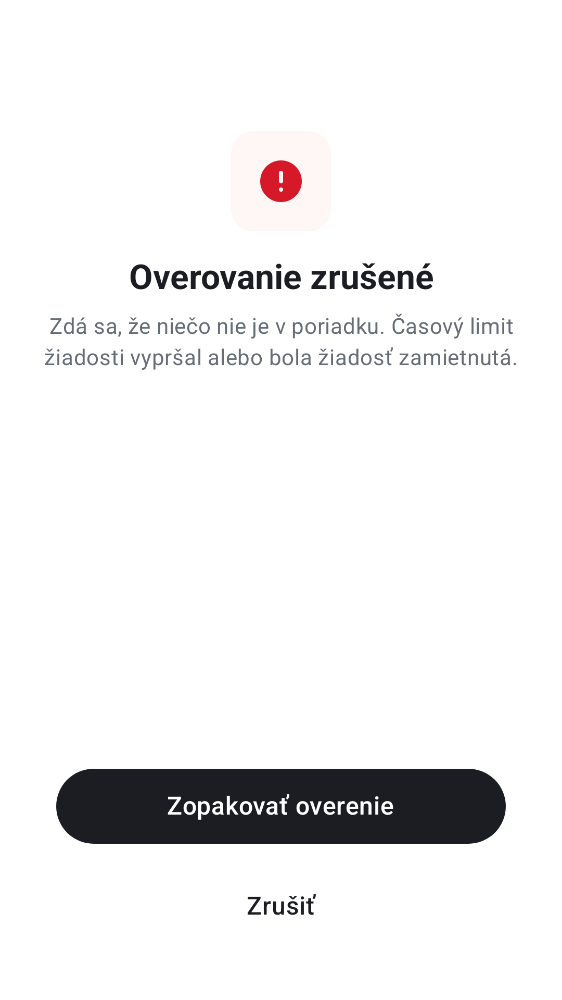 Overovanie zrušené
Zdá sa, že niečo nie je v poriadku. Časový limit
žiadosti vypršal alebo bola žiadosť zamietnutá.
Zopakovať overenie
Zrušiť